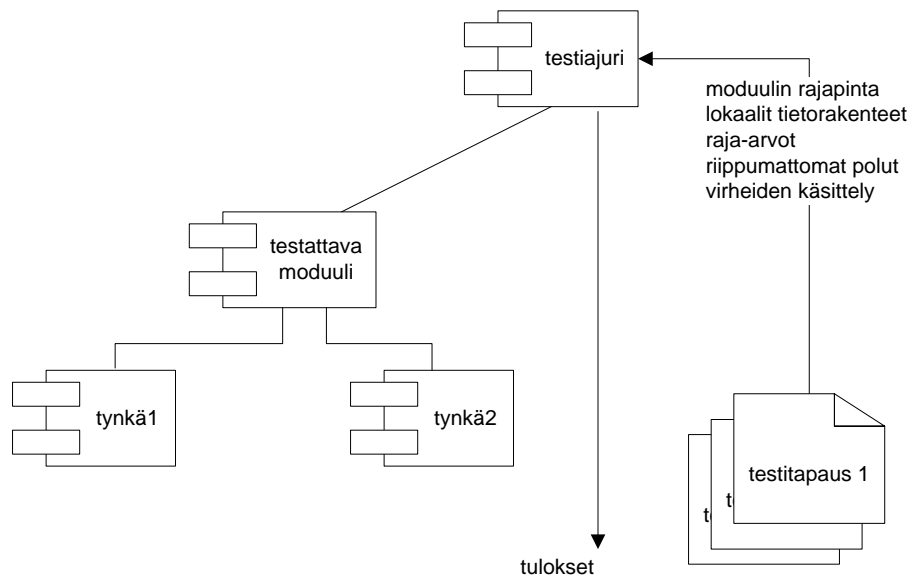 testiajuri
moduulin rajapinta
lokaalit tietorakenteet
raja-arvot
riippumattomat polut
virheiden käsittely
testattava
moduuli
tynkä1
tynkä2
testitapaus 1
tulokset